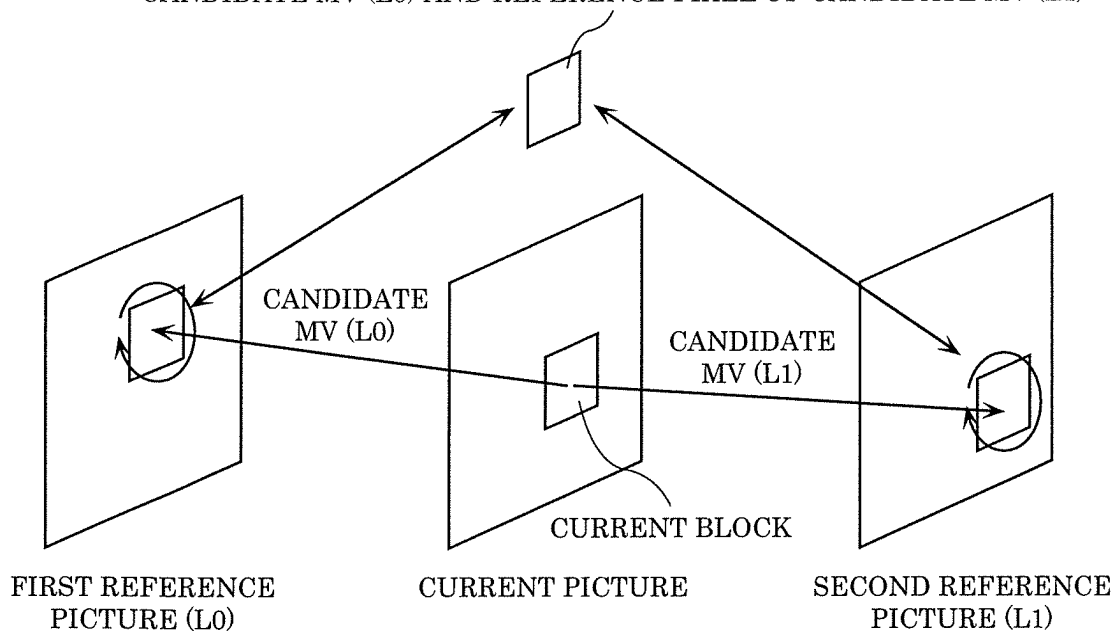 CANDIDATE
MV (L0)
CANDIDATE
MV (L1)
CURRENT BLOCK
FIRST REFERENCE
PICTURE (L0)
CURRENT PICTURE
SECOND REFERENCE
PICTURE (L1)